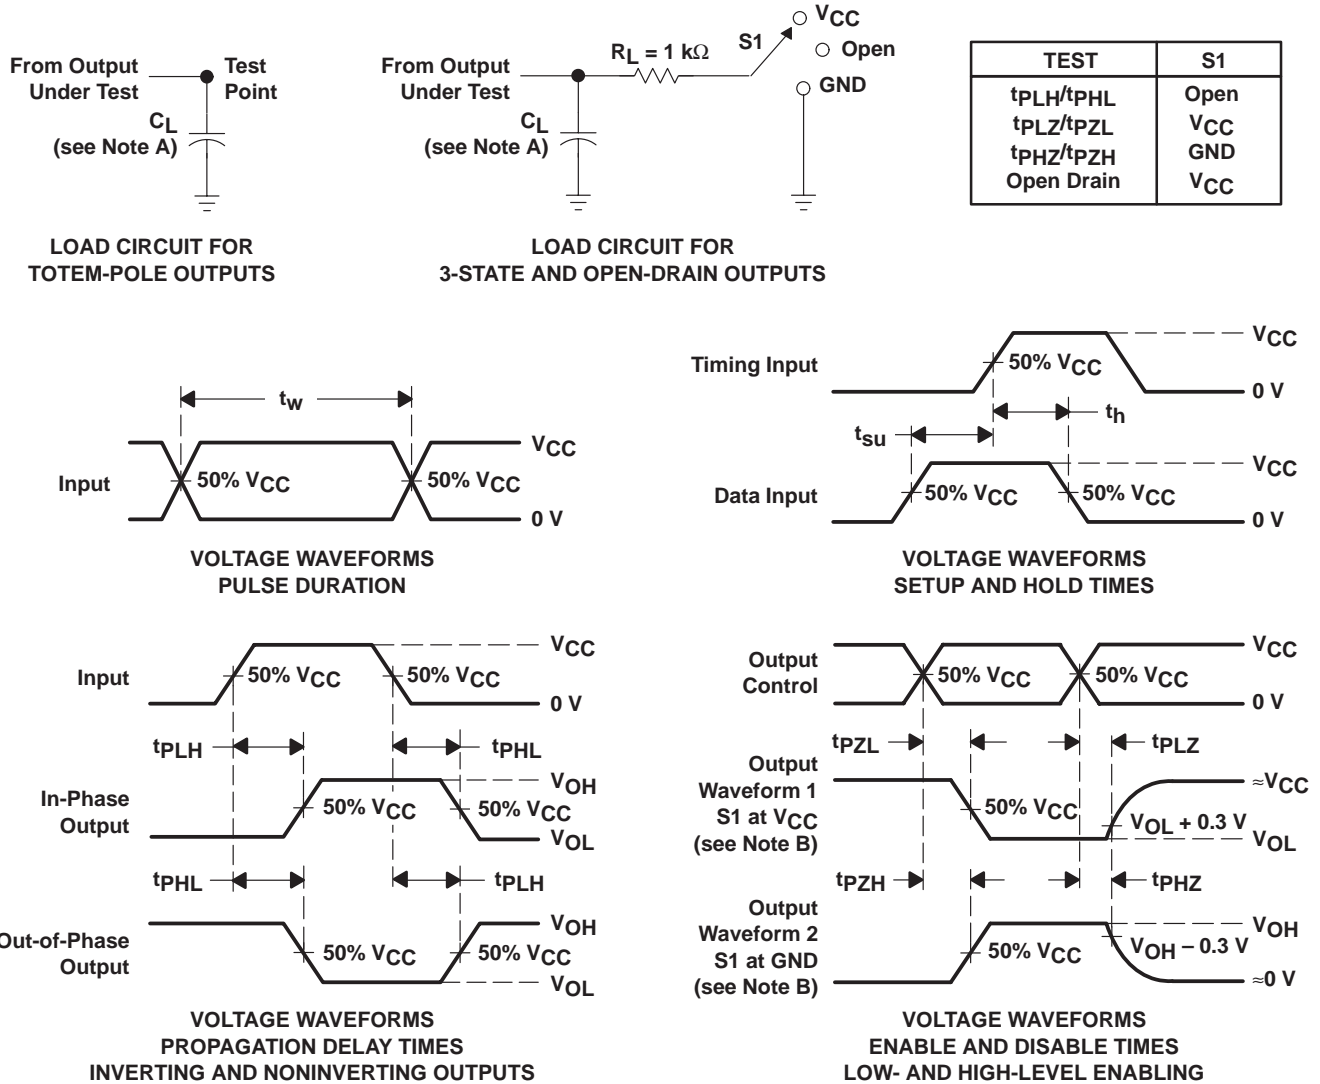 From Output
Under Test
Test
Point
CL
(see Note A)
LOAD CIRCUIT FOR
TOTEM-POLE OUTPUTS
From Output
Under Test
RL = 1 kΩ
S1
VCC
Open
GND
CL
(see Note A)
LOAD CIRCUIT FOR
3-STATE AND OPEN-DRAIN OUTPUTS
TEST S1
tPLH/tPHL Open
tPLZ/tPZL VCC
tPHZ/tPZH GND
Open Drain VCC
tw
Input
50% VCC
50% VCC
VCC
0 V
VOLTAGE WAVEFORMS
PULSE DURATION
Timing Input
50% VCC
VCC
0 V
th
tsu
Data Input
50% VCC
50% VCC
VCC
0 V
VOLTAGE WAVEFORMS
SETUP AND HOLD TIMES
Input
50% VCC
50% VCC
VCC
0 V
tPLH
tPHL
In-Phase
Output
50% VCC
50% VCC
VOH
VOL
tPHL
tPLH
Out-of-Phase
Output
50% VCC
50% VCC
VOH
VOL
VOLTAGE WAVEFORMS
PROPAGATION DELAY TIMES
INVERTING AND NONINVERTING OUTPUTS
Output
Control
50% VCC
50% VCC
VCC
0 V
tPZL
tPLZ
Output
Waveform 1
S1 at VCC
(see Note B)
50% VCC
≈VCC
VOL + 0.3 V
VOL
tPZH
tPHZ
Output
Waveform 2
S1 at GND
(see Note B)
50% VCC
VOH
VOH − 0.3 V
≈0 V
VOLTAGE WAVEFORMS
ENABLE AND DISABLE TIMES
LOW- AND HIGH-LEVEL ENABLING